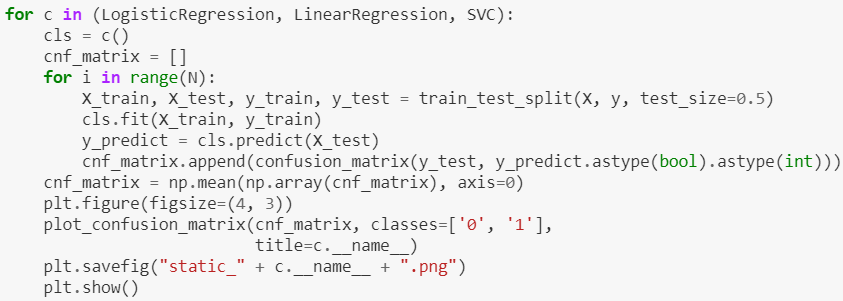 for c in (LogisticRegression, LinearRegression, SVC):
    cls = c()
    cnf_matrix = []
    for i in range(N):
        X_train, X_test, y_train, y_test = train_test_split(X, y, test_size=0.5)
        cls.fit(X_train, y_train)
        y_predict = cls.predict(X_test)
        cnf_matrix.append(confusion_matrix(y_test, y_predict.astype(bool).astype(int)))
    cnf_matrix = np.mean(np.array(cnf_matrix), axis=0)
    plt.figure(figsize=(4, 3))
    plot_confusion_matrix(cnf_matrix, classes=['0', '1'],
                          title=c.__name__)
    plt.savefig("static_" + c.__name__ + ".png")
    plt.show()